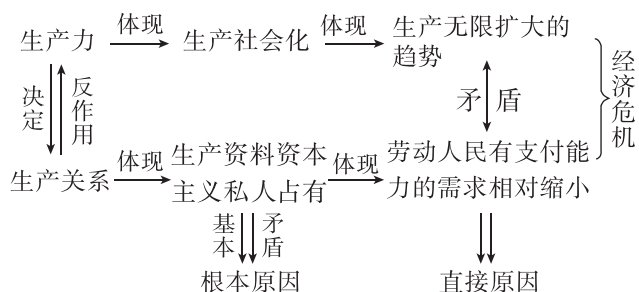 生产力
体现
生产社会化
体现
生产无限扩大的
趋势
决定
反作用
矛盾
经济危机
生产关系
体现
生产资料资本
主义私人占有
体现
劳动人民有支付能
力的需求相对缩小
基本
矛盾
根本原因
直接原因